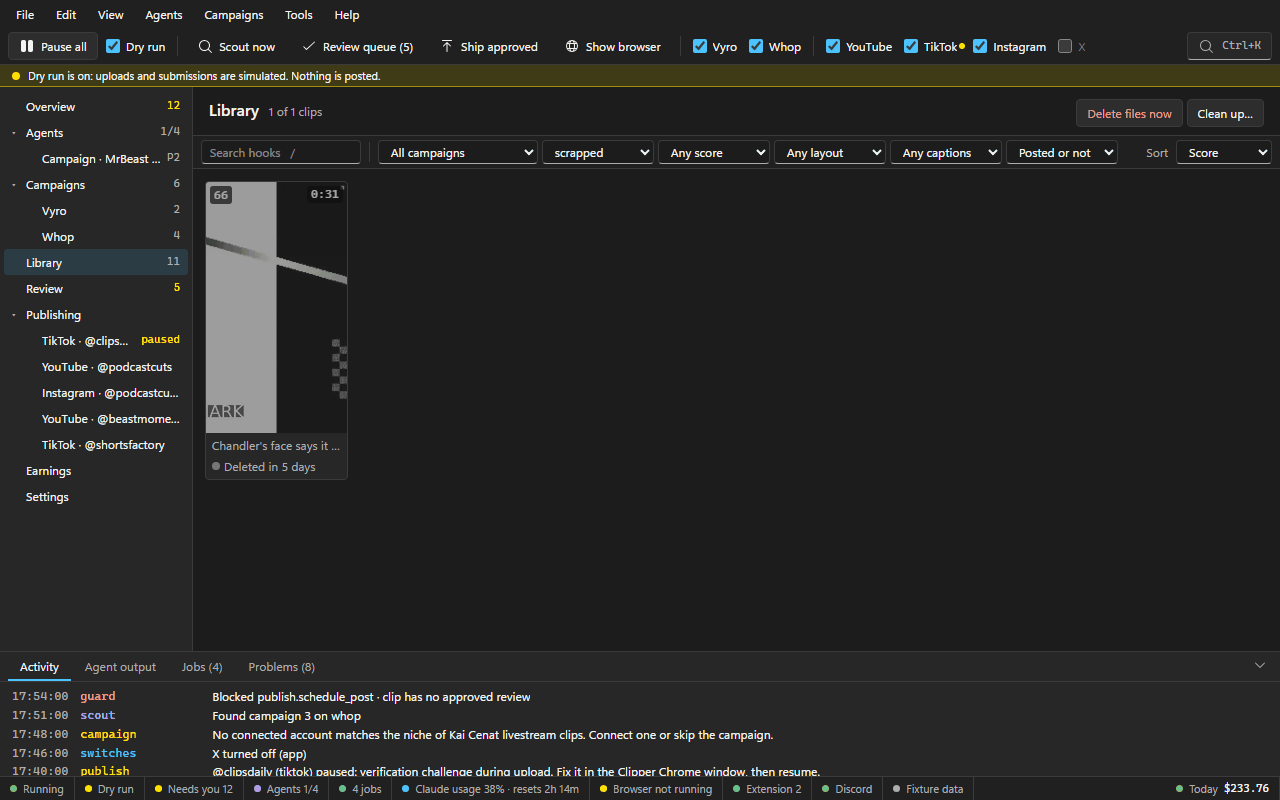 File Edit View Agents Campaigns Tools Help
Pause all Dry run Scout now Review queue (5) Ship approved Show browser Vyro Whop YouTube TikTok Instagram X Ctrl+K
Dry run is on: uploads and submissions are simulated. Nothing is posted.
Overview 12
Agents 1/4
Campaign · MrBeast ... P2
Campaigns 6
Vyro 2
Whop 4
Library 11
Review 5
Publishing
TikTok · @clips... paused
YouTube · @podcastcuts
Instagram · @podcastcu...
YouTube · @beastmome...
TikTok · @shortsfactory
Earnings
Settings
Library 1 of 1 clips Delete files now Clean up...
Search hooks / All campaigns scrapped Any score Any layout Any captions Posted or not Sort Score
66 0:31
ARK
Chandler's face says it ...
Deleted in 5 days
Activity Agent output Jobs (4) Problems (8)
17:54:00 guard Blocked publish.schedule_post · clip has no approved review
17:51:00 scout Found campaign 3 on whop
17:48:00 campaign No connected account matches the niche of Kai Cenat livestream clips. Connect one or skip the campaign.
17:46:00 switches X turned off (app)
17:40:00 publish @clipsdaily (tiktok) paused: verification challenge during upload. Fix it in the Clipper Chrome window, then resume.
Running Dry run Needs you 12 Agents 1/4 4 jobs Claude usage 38% · resets 2h 14m Browser not running Extension 2 Discord Fixture data Today $233.76